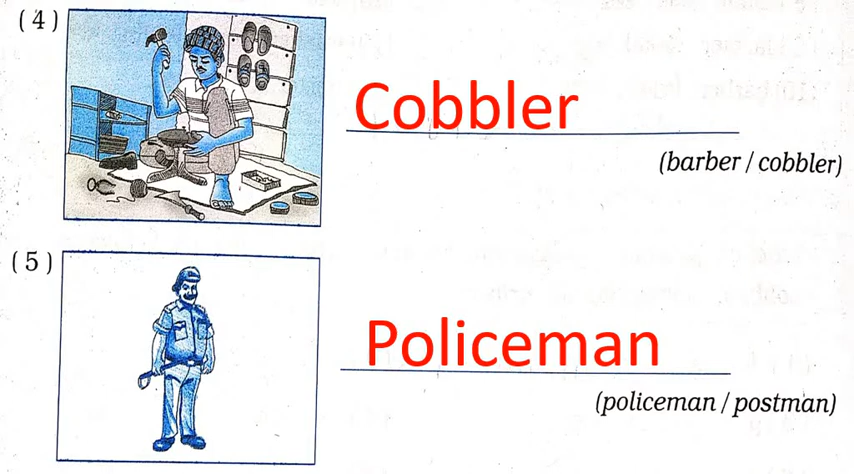 (4)
Cobbler
(barber / cobbler)
(5)
Policeman
(policeman / postman)